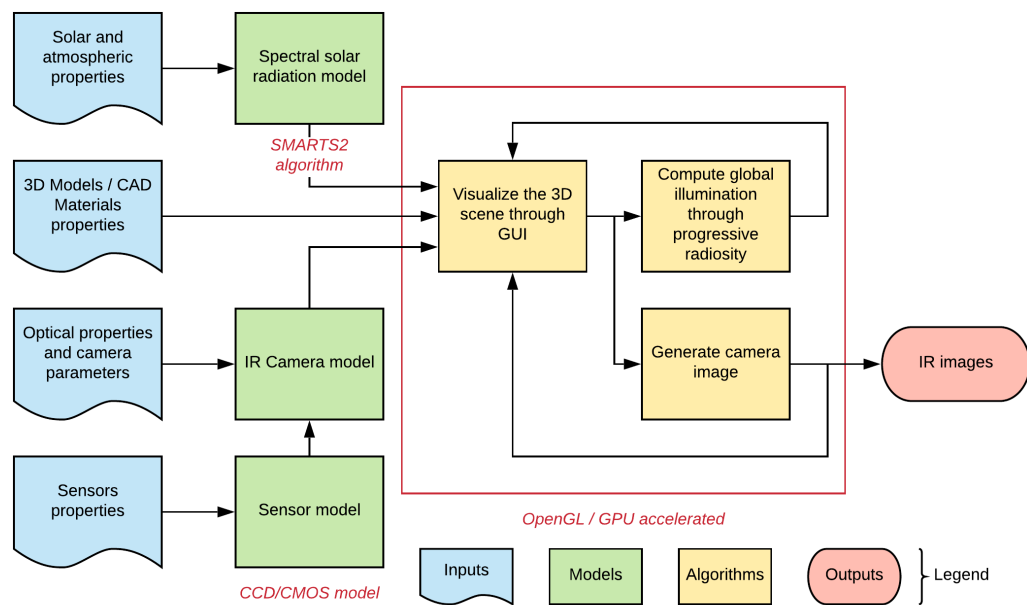 Solar and
atmospheric
properties
Spectral solar
radiation model
SMARTS2
algorithm
3D Models / CAD
Materials
properties
Visualize the 3D
scene through
GUI
Compute global
illumination
through
progressive
radiosity
Optical properties
and camera
parameters
IR Camera model
Generate camera
image
IR images
Sensors
properties
Sensor model
CCD/CMOS model
OpenGL / GPU accelerated
Inputs
Models
Algorithms
Outputs
Legend